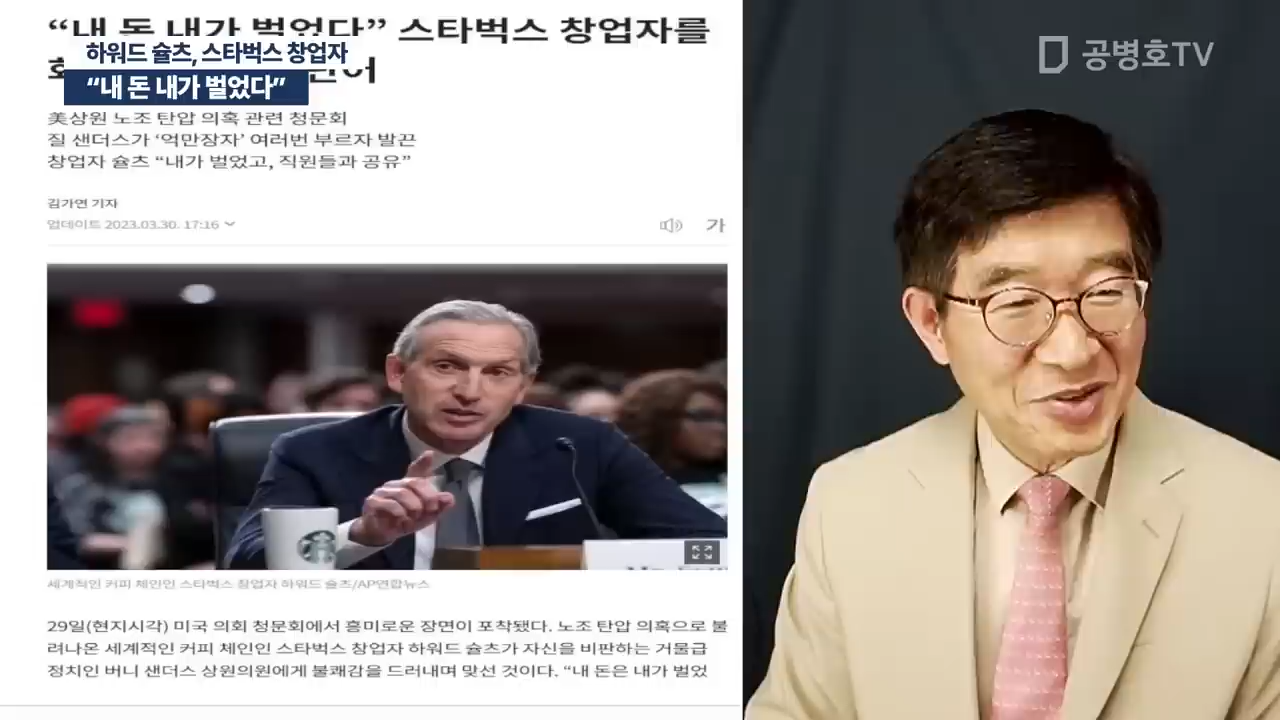 “내 돈 내가 벌었다” 스타벅스 창업자를
하워드 슐츠, 스타벅스 창업자
“내 돈 내가 벌었다”
공병호TV
美상원 노조 탄압 의혹 관련 청문회
질 샌더스가 ‘억만장자’ 여러번 부르자 발끈
창업자 슐츠 “내가 벌었고, 직원들과 공유”
김가연 기자
업데이트 2023.03.30. 17:16
가
세계적인 커피 체인인 스타벅스 창업자 하워드 슐츠/AP연합뉴스
29일(현지시각) 미국 의회 청문회에서 흥미로운 장면이 포착됐다. 노조 탄압 의혹으로 불
려나온 세계적인 커피 체인인 스타벅스 창업자 하워드 슐츠가 자신을 비판하는 거물급
정치인 버니 샌더스 상원의원에게 불쾌감을 드러내며 맞선 것이다. “내 돈은 내가 벌었